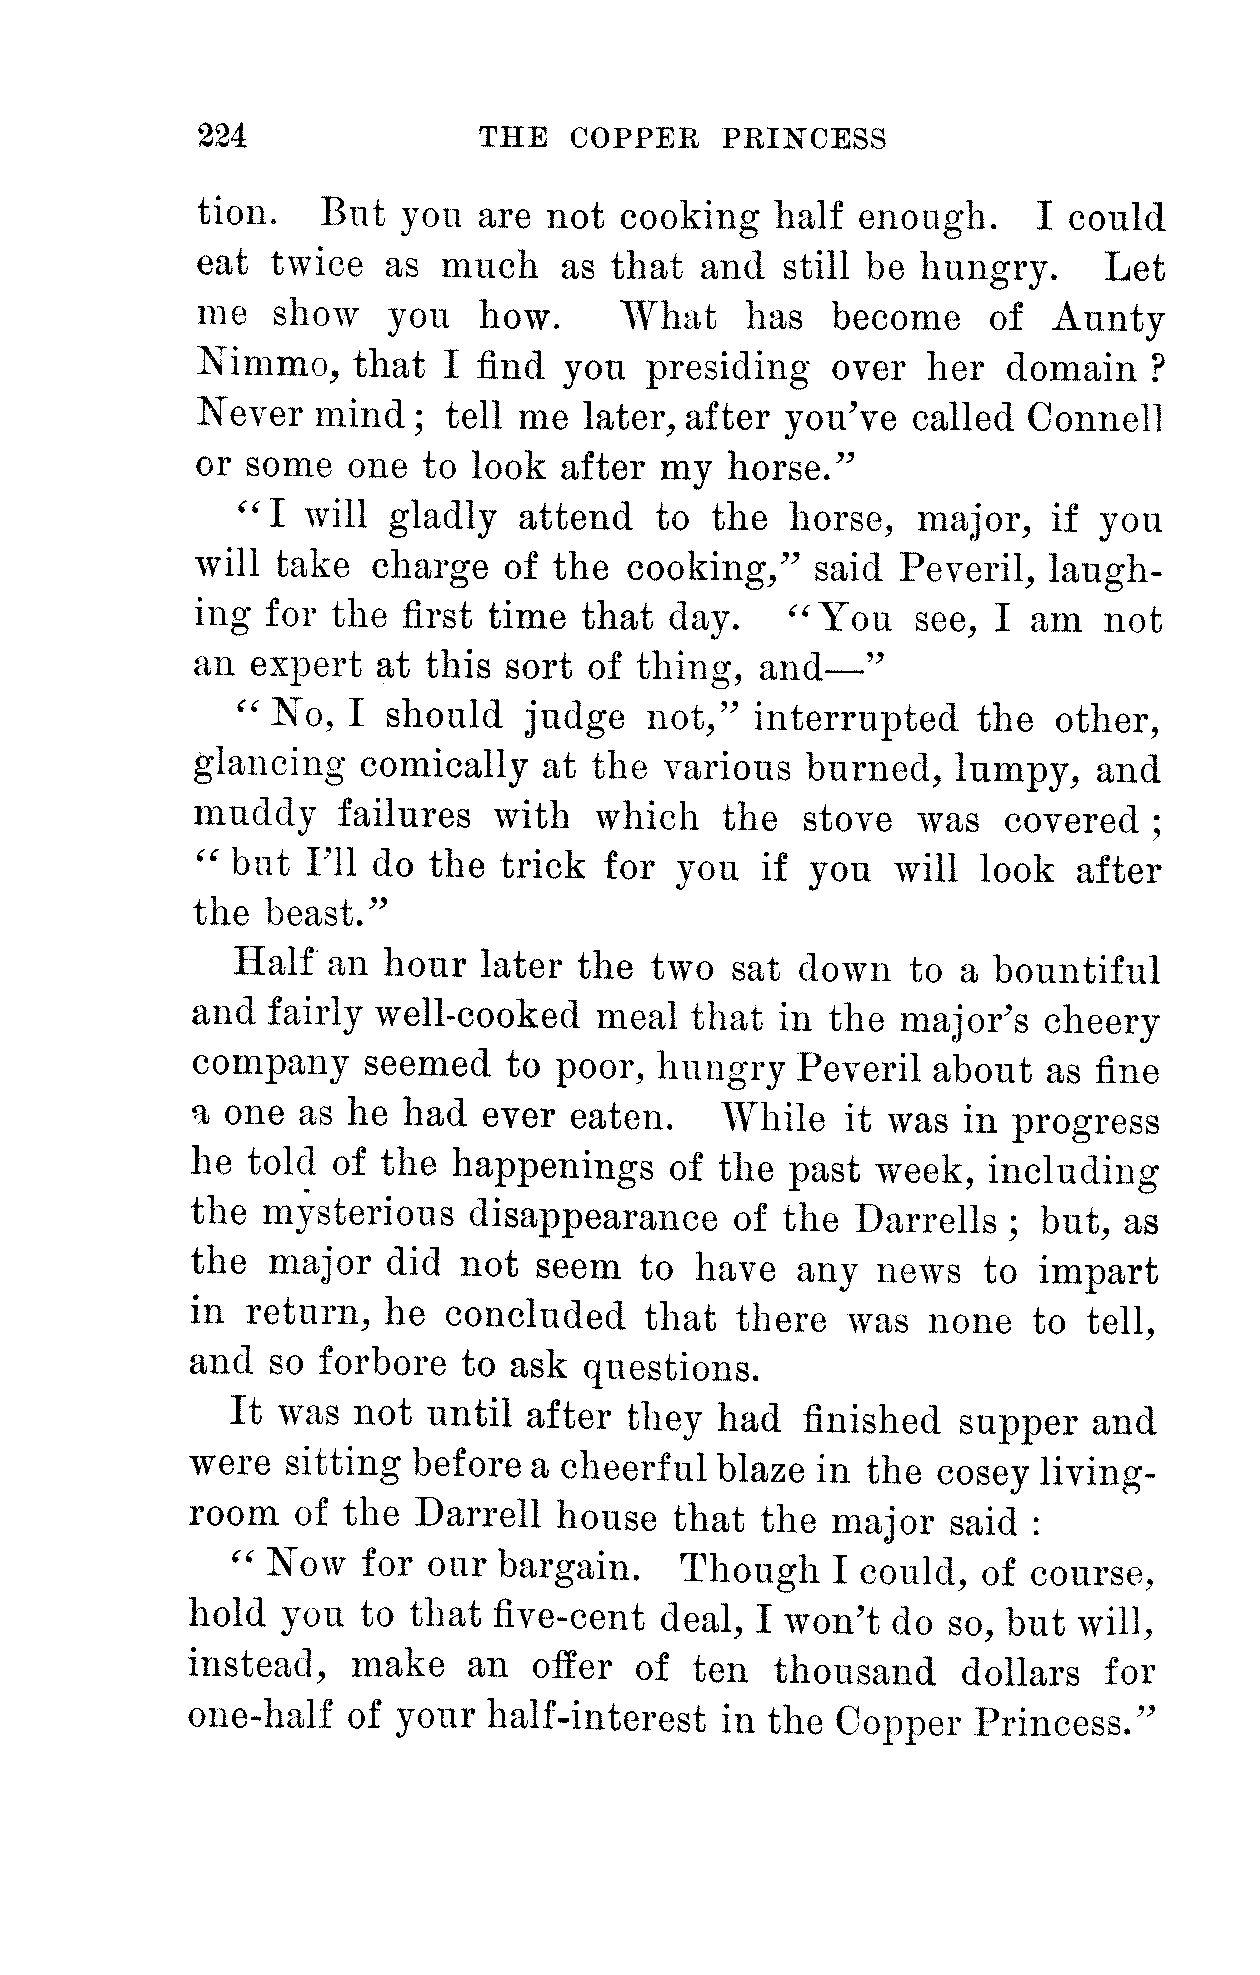 224 THE COPPER PRINCESS
tion. But you are not cooking half enough. I could
eat twice as much as that and still be hungry. Let
me show you how. What has become of Aunty
Nimmo, that I find you presiding over her domain ?
Never mind ; tell me later, after you've called Connell
or some one to look after my horse."
"I will gladly attend to the horse, major, if you
will take charge of the cooking," said Peveril, laugh-
ing for the first time that day. "You see, I am not
an expert at this sort of thing, and—"
"No, I should judge not," interrupted the other,
glancing comically at the various burned, lumpy, and
muddy failures with which the stove was covered ;
"but I'll do the trick for you if you will look after
the beast."
Half an hour later the two sat down to a bountiful
and fairly well-cooked meal that in the major's cheery
company seemed to poor, hungry Peveril about as fine
a one as he had ever eaten. While it was in progress
he told of the happenings of the past week, including
the mysterious disappearance of the Darrells ; but, as
the major did not seem to have any news to impart
in return, he concluded that there was none to tell,
and so forbore to ask questions.
It was not until after they had finished supper and
were sitting before a cheerful blaze in the cosey living-
room of the Darrell house that the major said :
"Now for our bargain. Though I could, of course,
hold you to that five-cent deal, I won't do so, but will,
instead, make an offer of ten thousand dollars for
one-half of your half-interest in the Copper Princess."